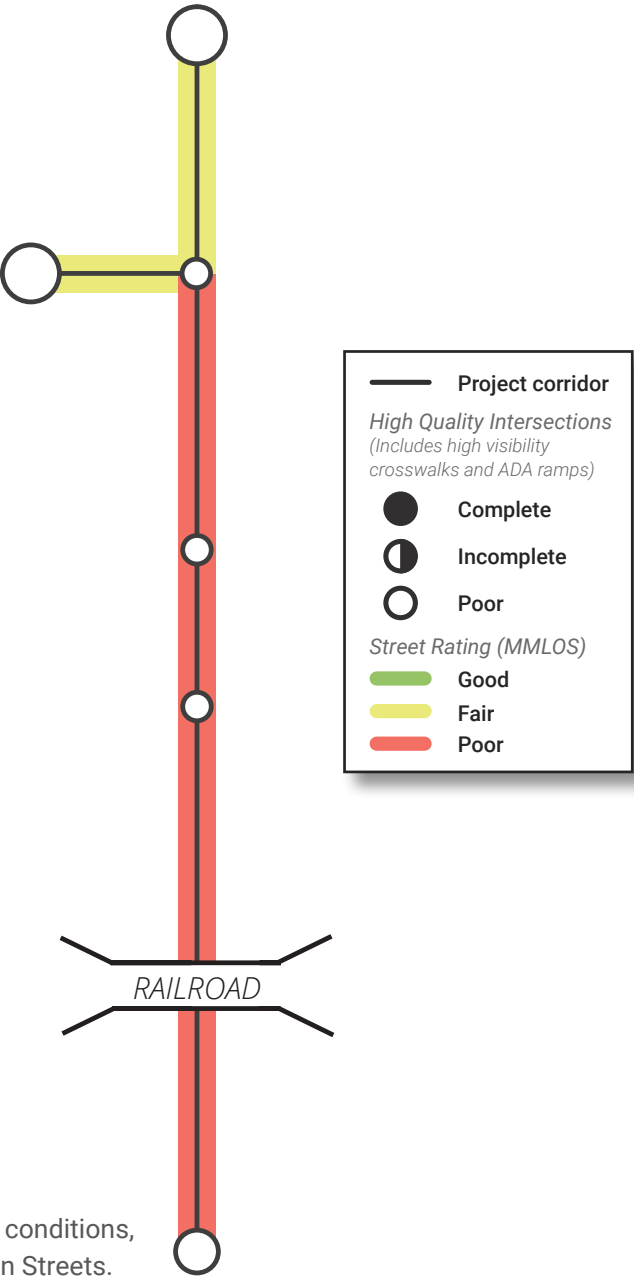 Project corridor
High Quality Intersections
(Includes high visibility
crosswalks and ADA ramps)
Complete
Incomplete
Poor
Street Rating (MMLOS)
Good
Fair
Poor
RAILROAD
conditions,
n Streets.